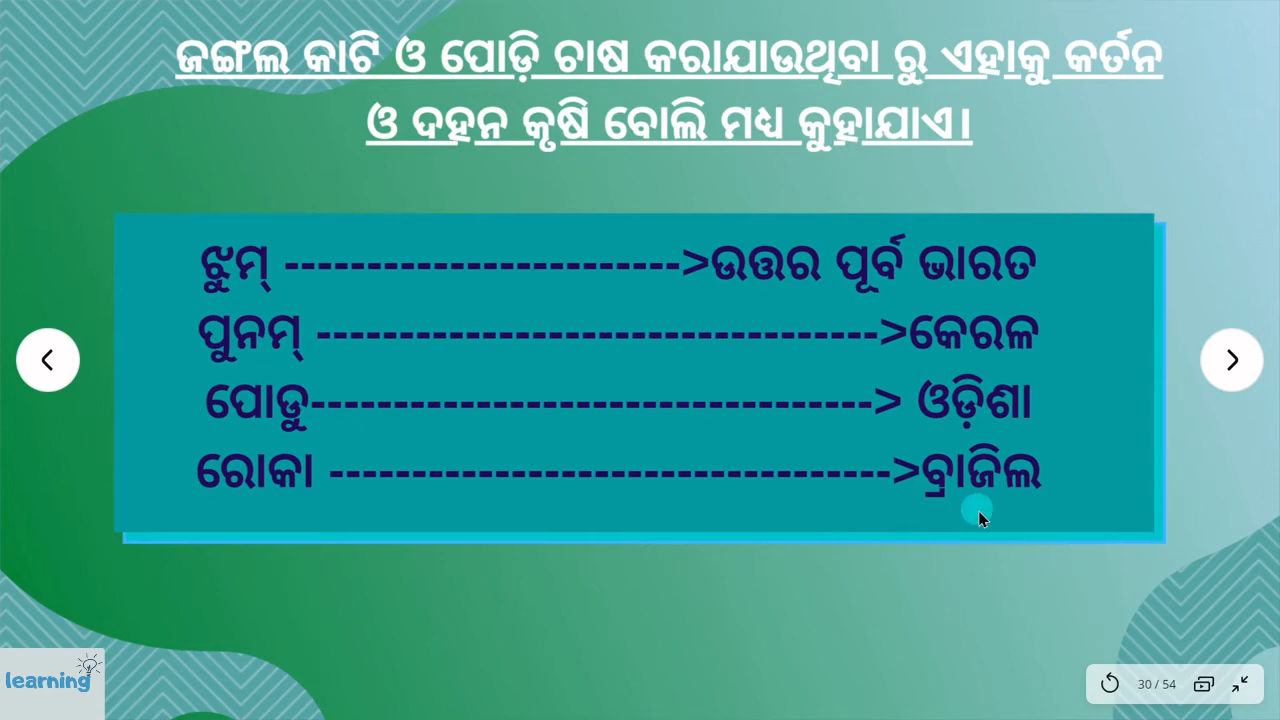 ଜଙ୍ଗଲ କାଟି ଓ ପୋଡ଼ି ଚାଷ କରାଯାଉଥିବା ରୁ ଏହାକୁ କର୍ତନ
ଓ ଦହନ କୃଷି ବୋଲି ମଧ୍ୟ କୁହାଯାଏ।
ଝୁମ୍ ------------------------>ଉତ୍ତର ପୂର୍ବ ଭାରତ
ପୁନମ୍ ---------------------------------->କେରଳ
ପୋଡୁ----------------------------------> ଓଡ଼ିଶା
ରୋକା ---------------------------------->ବ୍ରାଜିଲ
learning
30 / 54